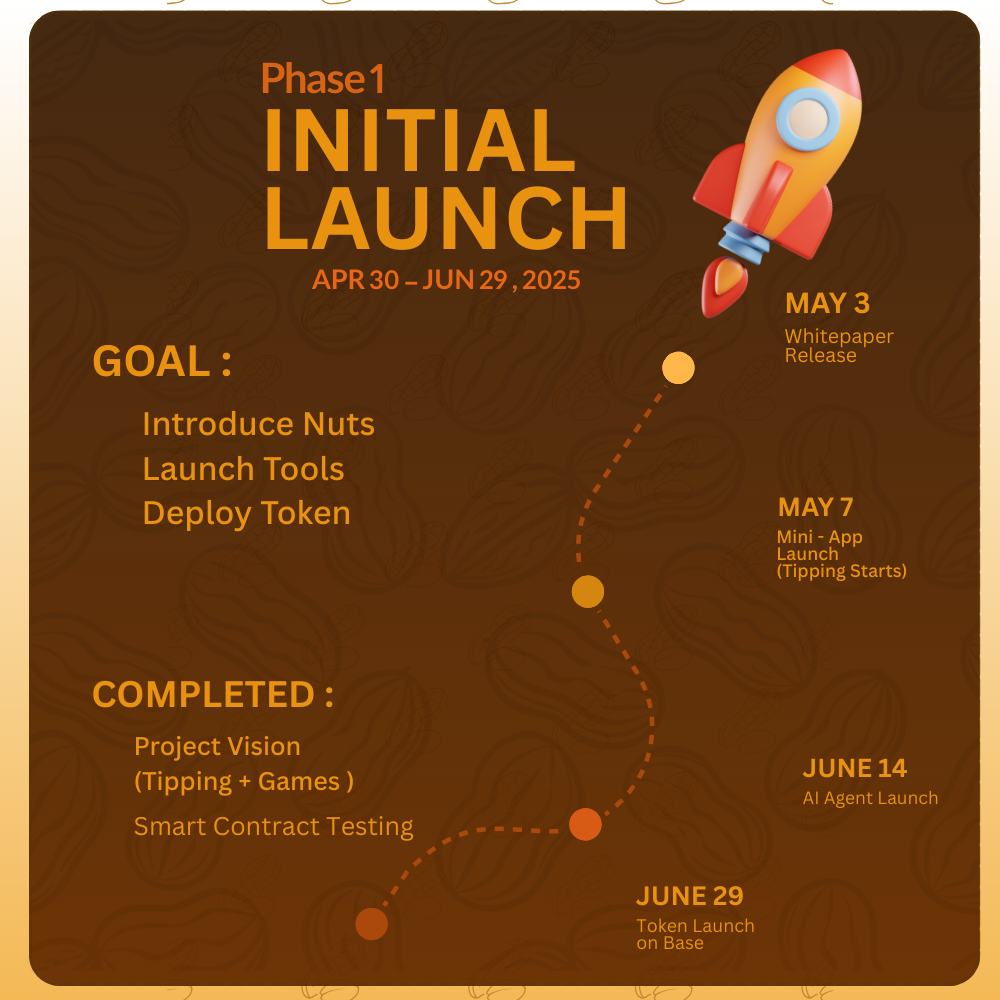 Phase 1
INITIAL
LAUNCH
APR 30 – JUN 29 , 2025
GOAL :
Introduce Nuts
Launch Tools
Deploy Token
COMPLETED :
Project Vision
(Tipping + Games )
Smart Contract Testing
MAY 3
Whitepaper
Release
MAY 7
Mini - App
Launch
(Tipping Starts)
JUNE 14
AI Agent Launch
JUNE 29
Token Launch
on Base